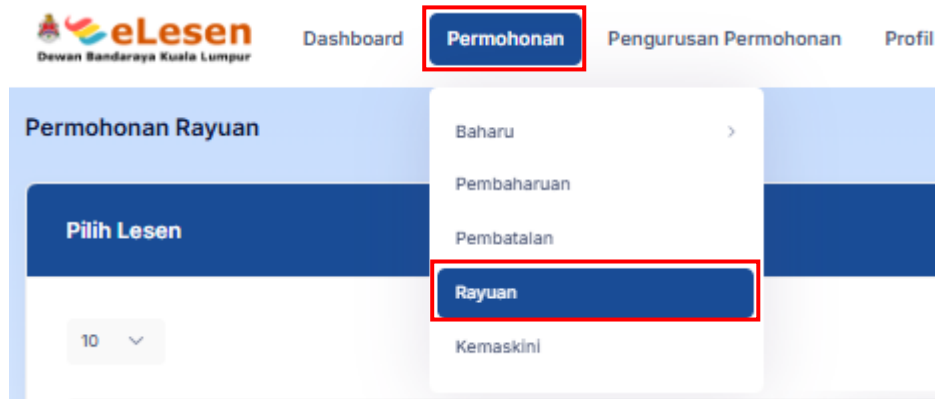 eLesen
Dewan Bandaraya Kuala Lumpur
Dashboard Permohonan Pengurusan Permohonan Profil
Permohonan Rayuan
Baharu
Pembaharuan
Pilih Lesen
Pembatalan
Rayuan
10
Kemaskini